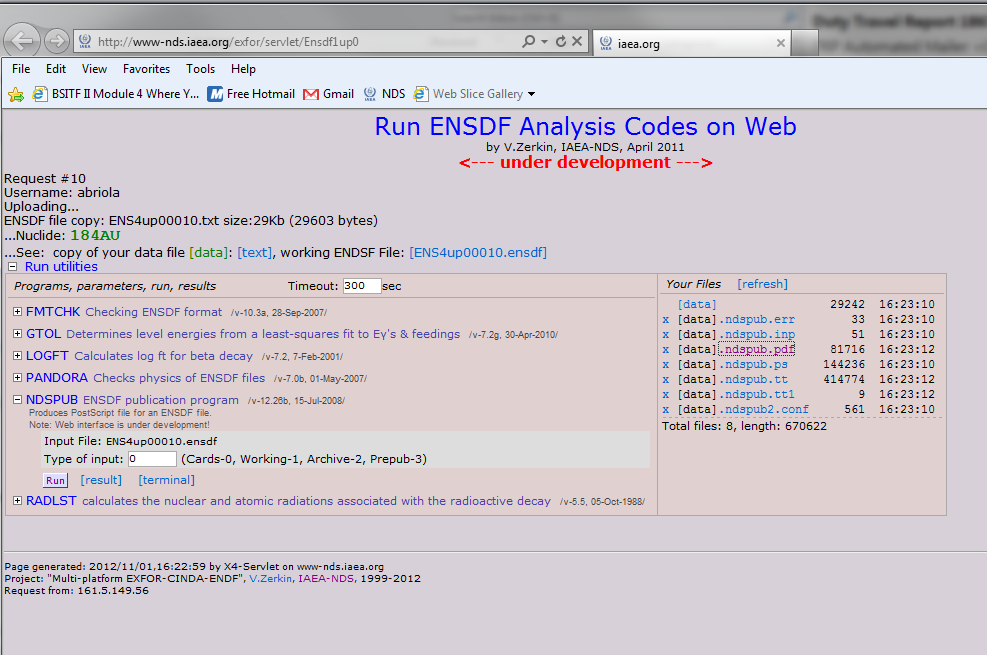 Duty Travel Report
Automated Mailer
http://www-nds.iaea.org/exfor/servlet/Ensdf1up0
iaea.org
File Edit View Favorites Tools Help
BSITF II Module 4 Where Y... Free Hotmail Gmail NDS Web Slice Gallery
Run ENSDF Analysis Codes on Web
by V.Zerkin, IAEA-NDS, April 2011
<--- under development --->
Request #10
Username: abriola
Uploading...
ENSDF file copy: ENS4up00010.txt size:29Kb (29603 bytes)
...Nuclide: 184AU
...See: copy of your data file [data]: [text], working ENDSF File: [ENS4up00010.ensdf]
Run utilities
Programs, parameters, run, results Timeout: 300 sec
FMTCHK Checking ENSDF format /v-10.3a, 28-Sep-2007/
GTOL Determines level energies from a least-squares fit to Eγ's & feedings /v-7.2g, 30-Apr-2010/
LOGFT Calculates log ft for beta decay /v-7.2, 7-Feb-2001/
PANDORA Checks physics of ENSDF files /v-7.0b, 01-May-2007/
NDSPUB ENSDF publication program /v-12.26b, 15-Jul-2008/
Produces PostScript file for an ENSDF file.
Note: Web interface is under development!
Input File: ENS4up00010.ensdf
Type of input: 0 (Cards-0, Working-1, Archive-2, Prepub-3)
Run [result] [terminal]
RADLST calculates the nuclear and atomic radiations associated with the radioactive decay /v-5.5, 05-Oct-1988/
Your Files [refresh]
[data] 29242 16:23:10
x [data].ndspub.err 33 16:23:10
x [data].ndspub.inp 51 16:23:10
x [data].ndspub.pdf 81716 16:23:12
x [data].ndspub.ps 144236 16:23:10
x [data].ndspub.tt 414774 16:23:12
x [data].ndspub.tt1 9 16:23:12
x [data].ndspub2.conf 561 16:23:10
Total files: 8, length: 670622
Page generated: 2012/11/01,16:22:59 by X4-Servlet on www-nds.iaea.org
Project: "Multi-platform EXFOR-CINDA-ENDF", V.Zerkin, IAEA-NDS, 1999-2012
Request from: 161.5.149.56